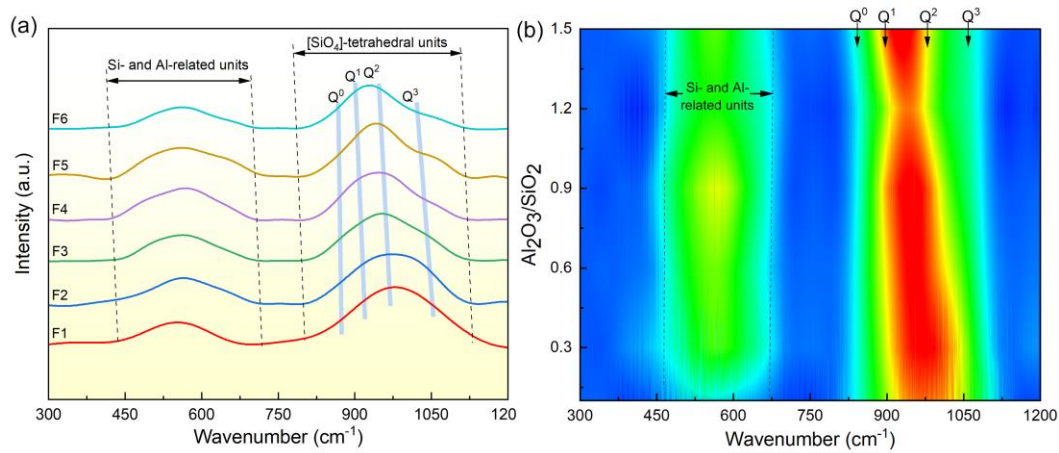 (a)
[SiO₄]-tetrahedral units
Si- and Al-related units
Q⁰
Q¹
Q²
Q³
F6
F5
F4
F3
F2
F1
Intensity (a.u.)
300 450 600 750 900 1050 1200
Wavenumber (cm⁻¹)
(b)
Q⁰ Q¹ Q² Q³
Si- and Al-
related units
1.5
1.2
0.9
0.6
0.3
Al₂O₃/SiO₂
300 450 600 750 900 1050 1200
Wavenumber (cm⁻¹)